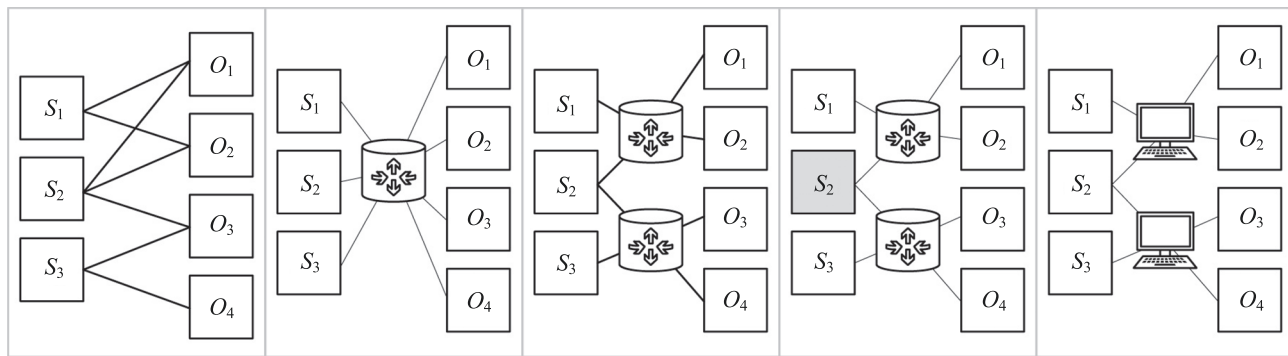 S₁
S₂
S₃
O₁
O₂
O₃
O₄
S₁
S₂
S₃
O₁
O₂
O₃
O₄
S₁
S₂
S₃
O₁
O₂
O₃
O₄
S₁
S₂
S₃
O₁
O₂
O₃
O₄
S₁
S₂
S₃
O₁
O₂
O₃
O₄